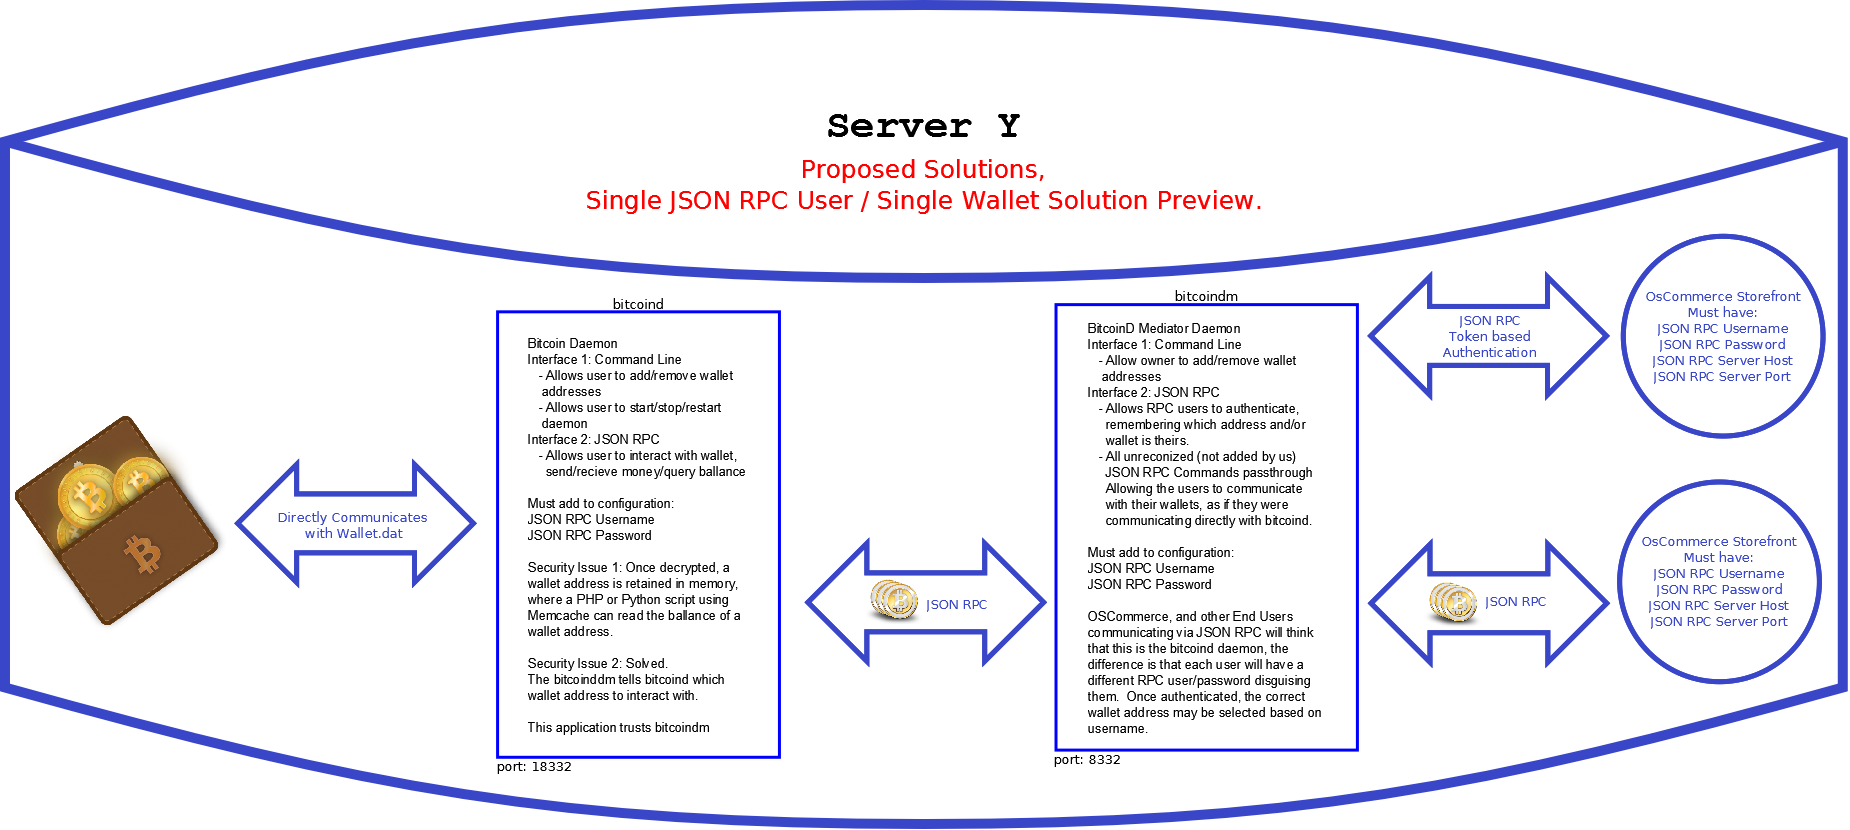 Server Y
Proposed Solutions,
Single JSON RPC User / Single Wallet Solution Preview.
Directly Communicates
with Wallet.dat
bitcoind
Bitcoin Daemon
Interface 1: Command Line
- Allows user to add/remove wallet
addresses
- Allows user to start/stop/restart
daemon
Interface 2: JSON RPC
- Allows user to interact with wallet,
send/recieve money/query ballance
Must add to configuration:
JSON RPC Username
JSON RPC Password
Security Issue 1: Once decrypted, a
wallet address is retained in memory,
where a PHP or Python script using
Memcache can read the ballance of a
wallet address.
Security Issue 2: Solved.
The bitcoinddm tells bitcoind which
wallet address to interact with.
This application trusts bitcoindm
port: 18332
JSON RPC
bitcoindm
BitcoinD Mediator Daemon
Interface 1: Command Line
- Allow owner to add/remove wallet
addresses
Interface 2: JSON RPC
- Allows RPC users to authenticate,
remembering which address and/or
wallet is theirs.
- All unreconized (not added by us)
JSON RPC Commands passthrough
Allowing the users to communicate
with their wallets, as if they were
communicating directly with bitcoind.
Must add to configuration:
JSON RPC Username
JSON RPC Password
OSCommerce, and other End Users
communicating via JSON RPC will think
that this is the bitcoind daemon, the
difference is that each user will have a
different RPC user/password disguising
them. Once authenticated, the correct
wallet address may be selected based on
username.
port: 8332
JSON RPC
Token based
Authentication
OsCommerce Storefront
Must have:
JSON RPC Username
JSON RPC Password
JSON RPC Server Host
JSON RPC Server Port
JSON RPC
OsCommerce Storefront
Must have:
JSON RPC Username
JSON RPC Password
JSON RPC Server Host
JSON RPC Server Port